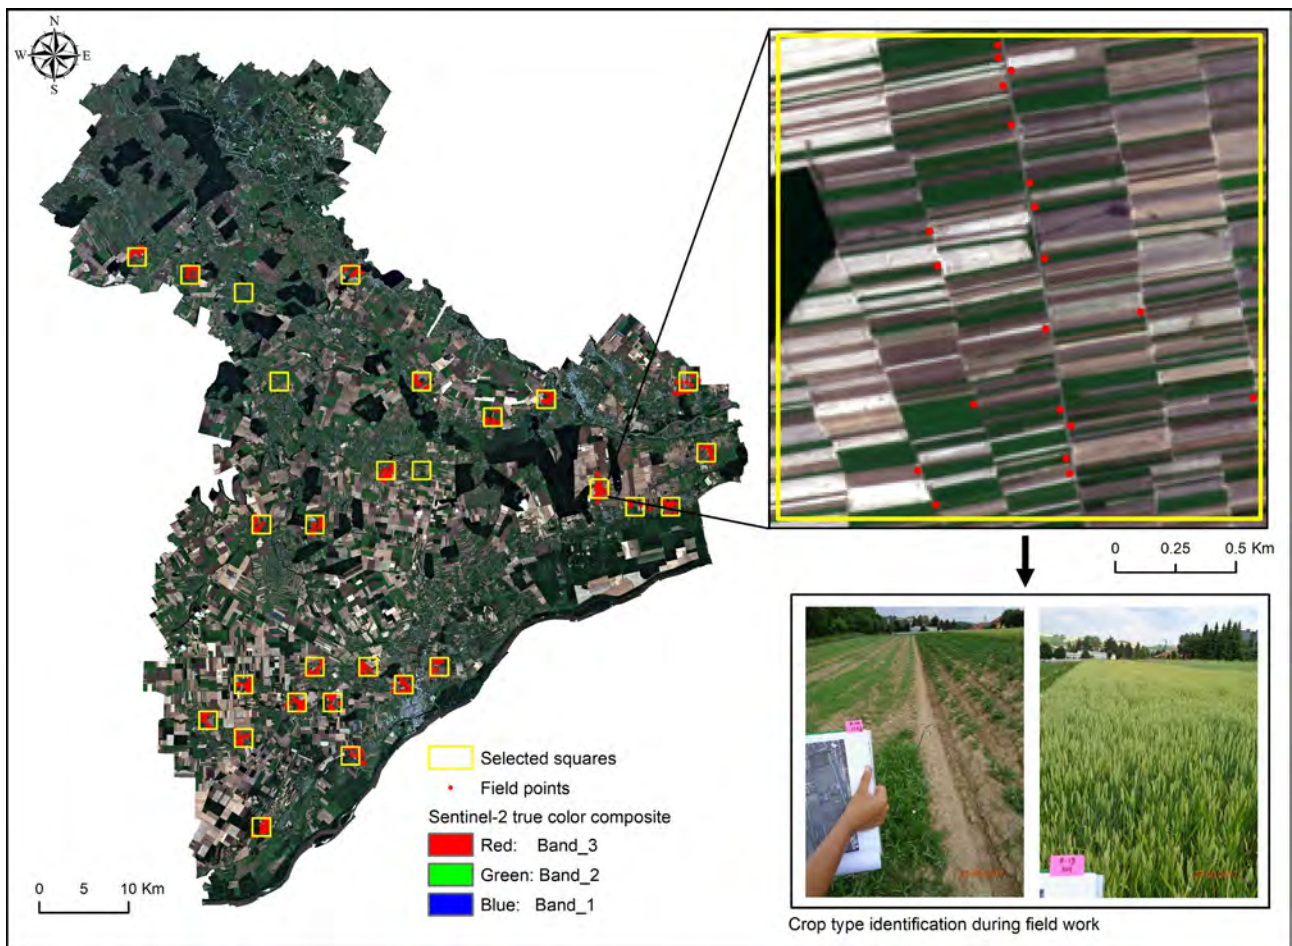 N
W E
S
Selected squares
Field points
Sentinel-2 true color composite
Red: Band_3
Green: Band_2
Blue: Band_1
0 5 10 Km
0 0.25 0.5 Km
Crop type identification during field work